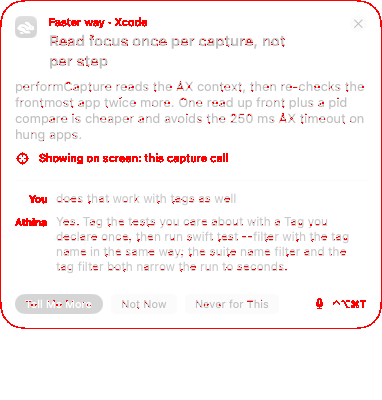 Faster way - Xcode
Read focus once per capture, not
per step
performCapture reads the AX context, then re-checks the
frontmost app twice more. One read up front plus a pid
compare is cheaper and avoids the 250 ms AX timeout on
hung apps.
Showing on screen: this capture call
You does that work with tags as well
Athina Yes. Tag the tests you care about with a Tag you
declare once, then run swift test --filter with the tag
name in the same way; the suite name filter and the
tag filter both narrow the run to seconds.
Tell Me More Not Now Never for This ⌃⌥⌘T